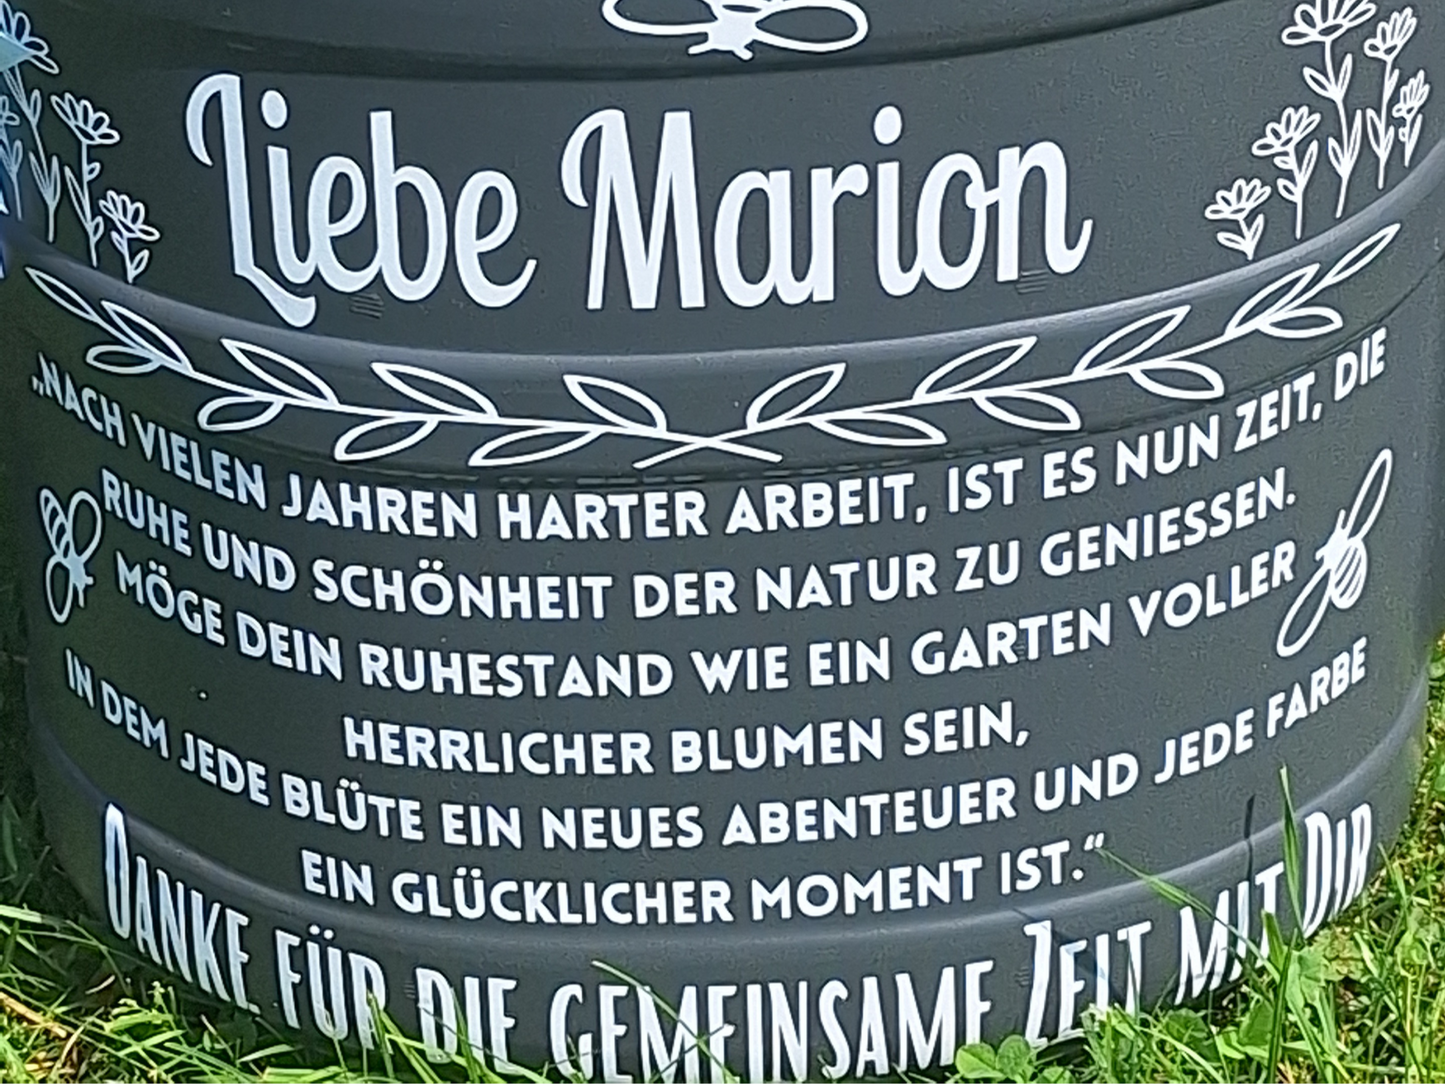 Liebe Marion
„NACH VIELEN JAHREN HARTER ARBEIT, IST ES NUN ZEIT, DIE
RUHE UND SCHÖNHEIT DER NATUR ZU GENIESSEN.
MÖGE DEIN RUHESTAND WIE EIN GARTEN VOLLER
HERRLICHER BLUMEN SEIN,
IN DEM JEDE BLÜTE EIN NEUES ABENTEUER UND JEDE FARBE
EIN GLÜCKLICHER MOMENT IST.“
DANKE FÜR DIE GEMEINSAME ZEIT MIT DIR